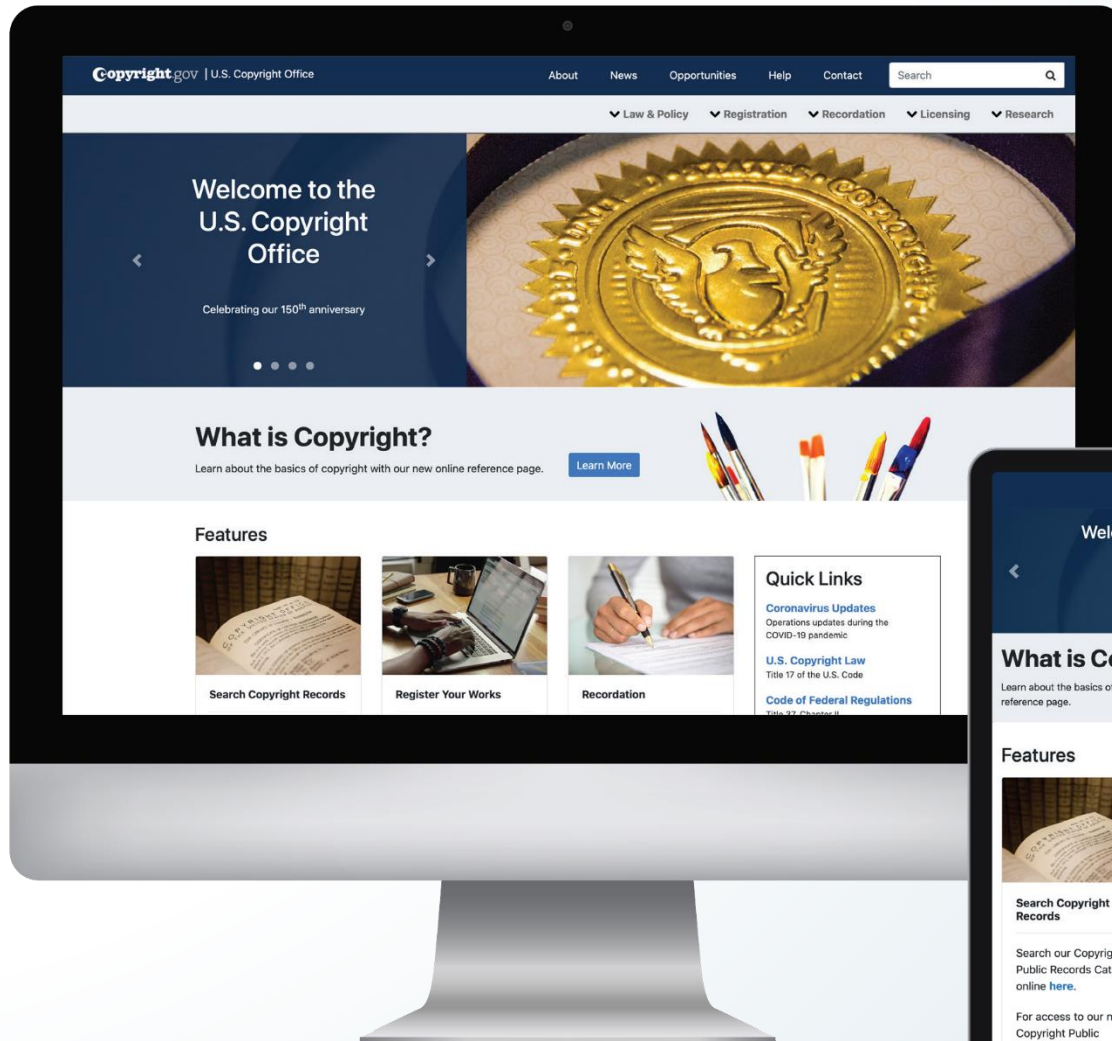 Copyright.gov | U.S. Copyright Office
About News Opportunities Help Contact Search
Law & Policy Registration Recordation Licensing Research
Welcome to the
U.S. Copyright
Office
Celebrating our 150th anniversary
What is Copyright?
Learn about the basics of copyright with our new online reference page.
Learn More
Features
Search Copyright Records
Register Your Works
Recordation
Quick Links
Coronavirus Updates
Operations updates during the
COVID-19 pandemic
U.S. Copyright Law
Title 17 of the U.S. Code
Code of Federal Regulations
Title 37, Chapter II
What is
Learn about the basics
reference page.
Features
Search Copyright
Records
Search our
Public Records
online here.
For access to our
Copyright Public